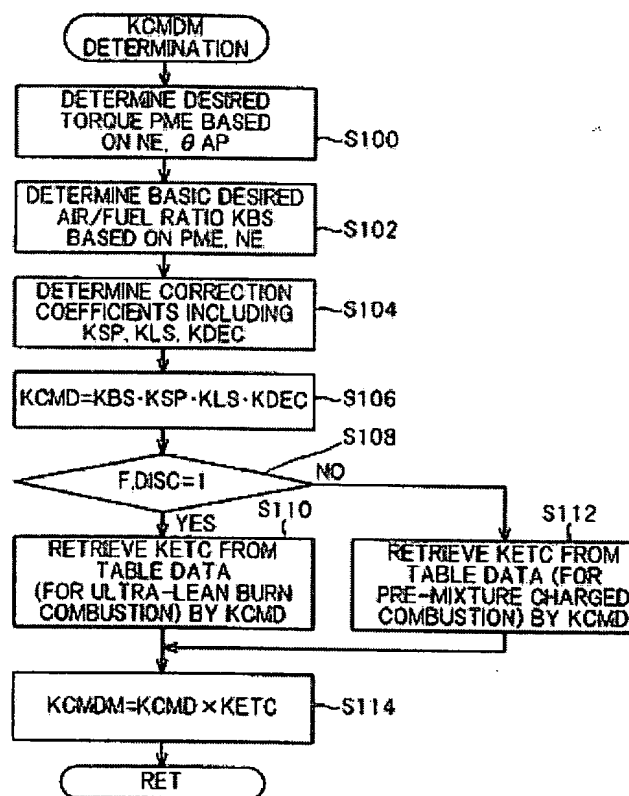 KCMDM
DETERMINATION
DETERMINE DESIRED
TORQUE PME BASED
ON NE, θ AP
S100
DETERMINE BASIC DESIRED
AIR/FUEL RATIO KBS
BASED ON PME, NE
S102
DETERMINE CORRECTION
COEFFICIENTS INCLUDING
KSP, KLS, KDEC
S104
KCMD=KBS·KSP·KLS·KDEC
S106
S108
F.DISC=1
NO
YES
S110
RETRIEVE KETC FROM
TABLE DATA
(FOR ULTRA-LEAN BURN
COMBUSTION) BY KCMD
S112
RETRIEVE KETC FROM
TABLE DATA (FOR
PRE-MIXTURE CHARGED
COMBUSTION) BY KCMD
KCMDM=KCMD×KETC
S114
RET